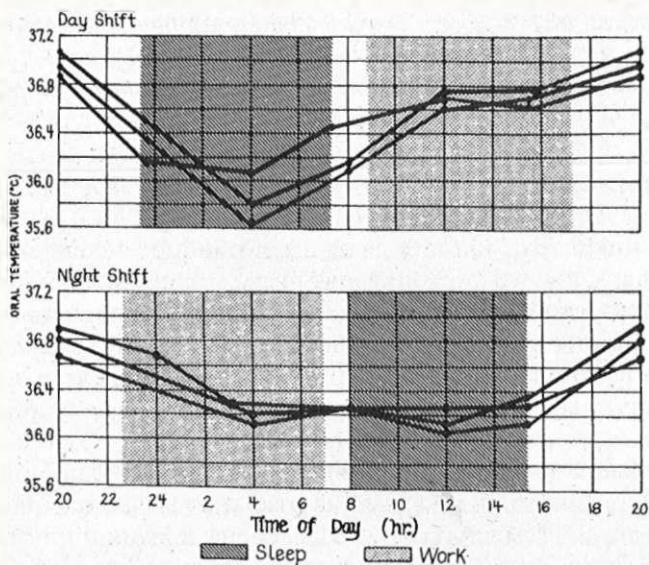 Day Shift
37.2
36.8
36.4
36.0
35.6
ORAL TEMPERATURE (°C)
Night Shift
37.2
36.8
36.4
36.0
35.6
20 22 24 2 4 6 8 10 12 14 16 18 20
Time of Day (hr.)
Sleep Work